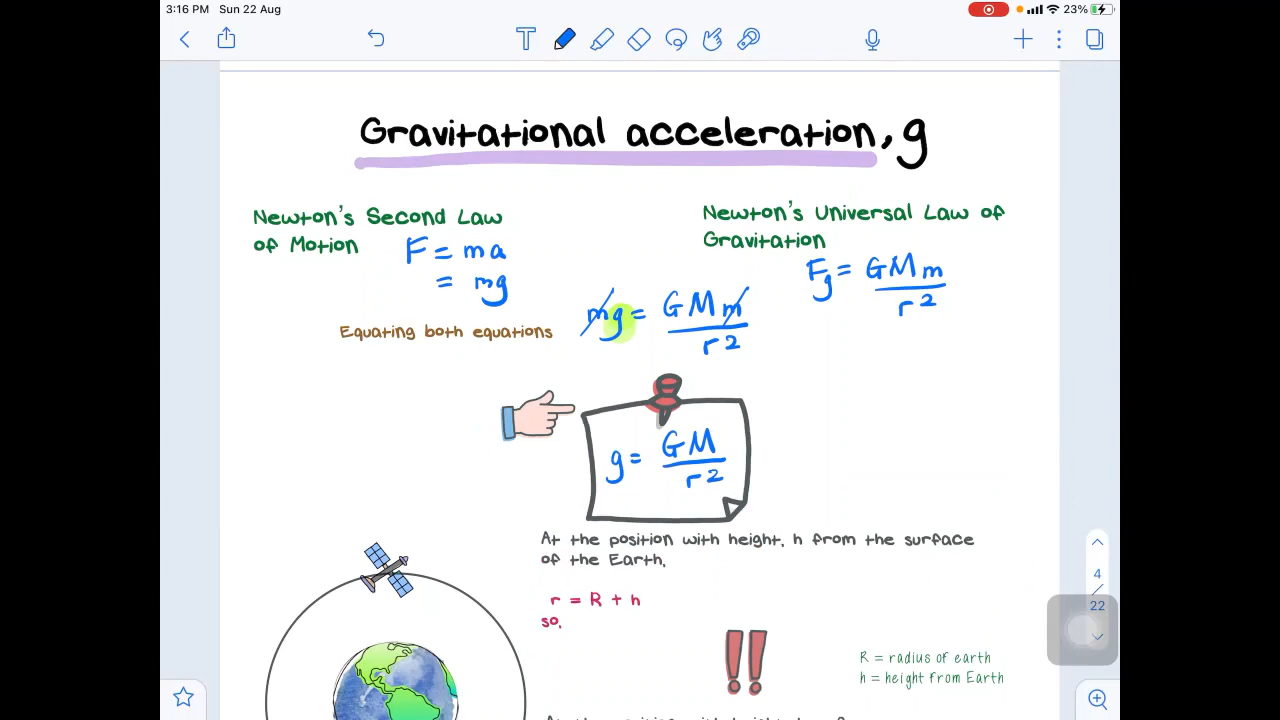 3:16 PM Sun 22 Aug
23%
T
Gravitational acceleration, g
Newton's Second Law
of Motion
F = ma
= mg
Newton's Universal Law of
Gravitation
Fg = GMm
r²
Equating both equations
mg = GMm
r²
g = GM
r²
At the position with height, h from the surface
of the Earth,
r = R + h
so,
R = radius of earth
h = height from Earth
4
/
22